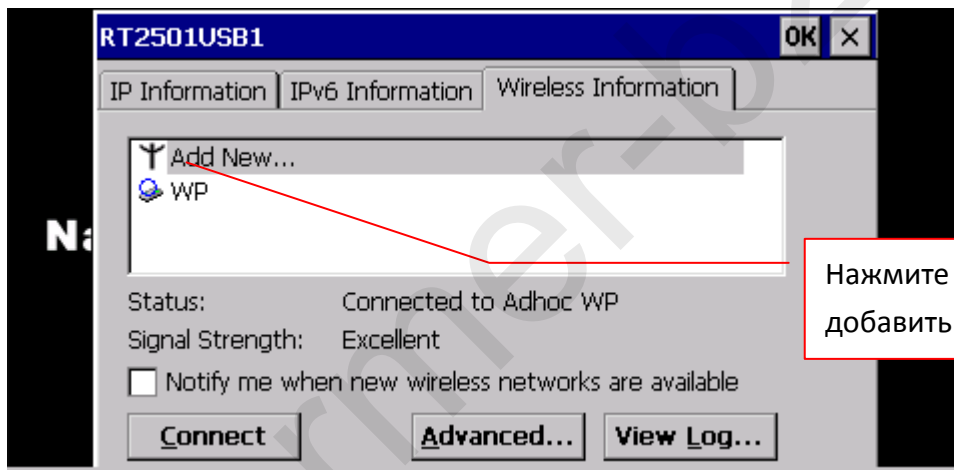 RT2501USB1 OK ×
IP Information IPv6 Information Wireless Information
Add New...
WP
Na
Нажмите
добавить
Status: Connected to Adhoc WP
Signal Strength: Excellent
Notify me when new wireless networks are available
Connect Advanced... View Log...